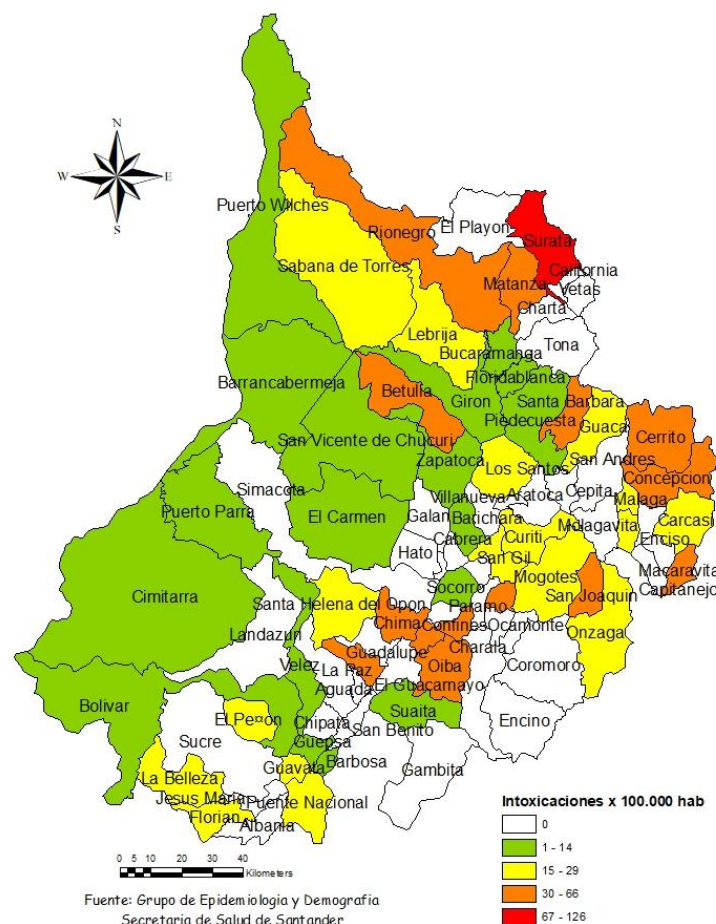 N
W E
S
Puerto Wilches
El Playon
Rionegro
Surata
Sabana de Torres
California
Matanza
Vetas
Charta
Lebrija
Tona
Bucaramanga
Barrancabermeja
Floridablanca
Betulia
Giron
Santa Barbara
Piedecuesta
Guaca
San Vicente de Chucuri
Cerrito
Zapatoca
Los Santos
San Andres
Concepcion
Simacota
Villanueva
Aratoca
Cepita
Malaga
Puerto Parra
El Carmen
Galan
Barichara
Molagavita
Carcasi
Cabrera
Curiti
Enciso
Hato
San Gil
Macaravita
Cimitarra
Mogotes
Capitanejo
Santa Helena del Opon
Socorro
San Joaquin
Paramo
Chima
Confines
Ocamonte
Onzaga
Landazuri
Guadalupe
Charala
Velez
La Paz
Oiba
Coromoro
Aguada
El Guacamayo
Bolivar
El Pe¤on
Chipata
Suaita
Encino
Sucre
Guepsa
San Benito
Barbosa
Guavata
Gambita
La Belleza
Jesus Maria
Puente Nacional
Florian
Albania
Intoxicaciones x 100.000 hab
0
1 - 14
15 - 29
30 - 66
67 - 126
0 5 10 20 30 40
Kilometers
Fuente: Grupo de Epidemiologia y Demografia
Secretaria de Salud de Santander